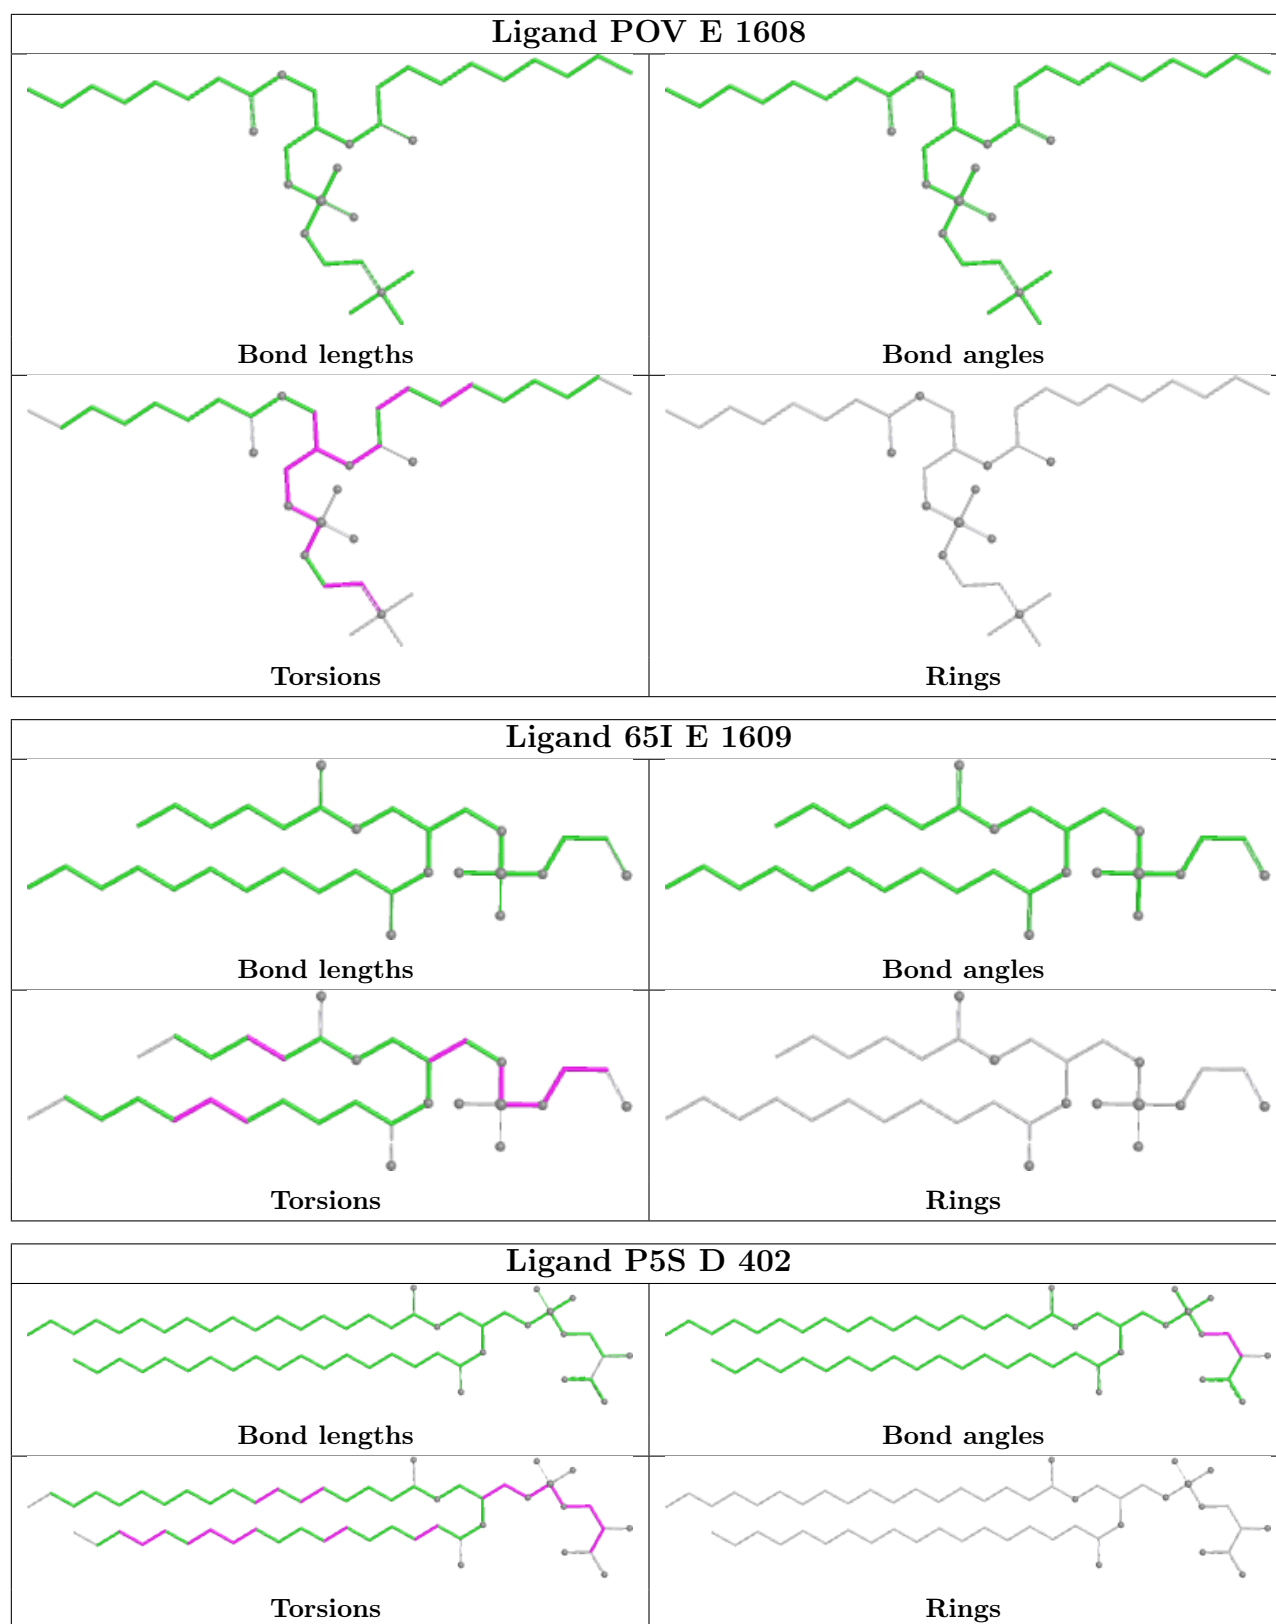 Ligand POV E 1608
Bond lengths
Bond angles
Torsions
Rings
Ligand 65I E 1609
Bond lengths
Bond angles
Torsions
Rings
Ligand P5S D 402
Bond lengths
Bond angles
Torsions
Rings